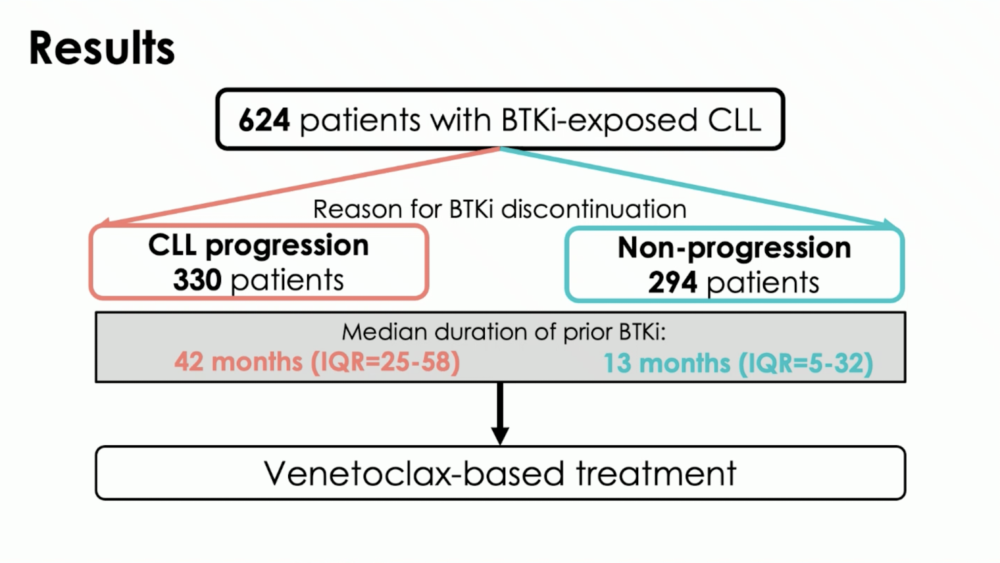 Results
624 patients with BTKi-exposed CLL
Reason for BTKi discontinuation
CLL progression
330 patients
Non-progression
294 patients
Median duration of prior BTKi:
42 months (IQR=25-58)
13 months (IQR=5-32)
Venetoclax-based treatment